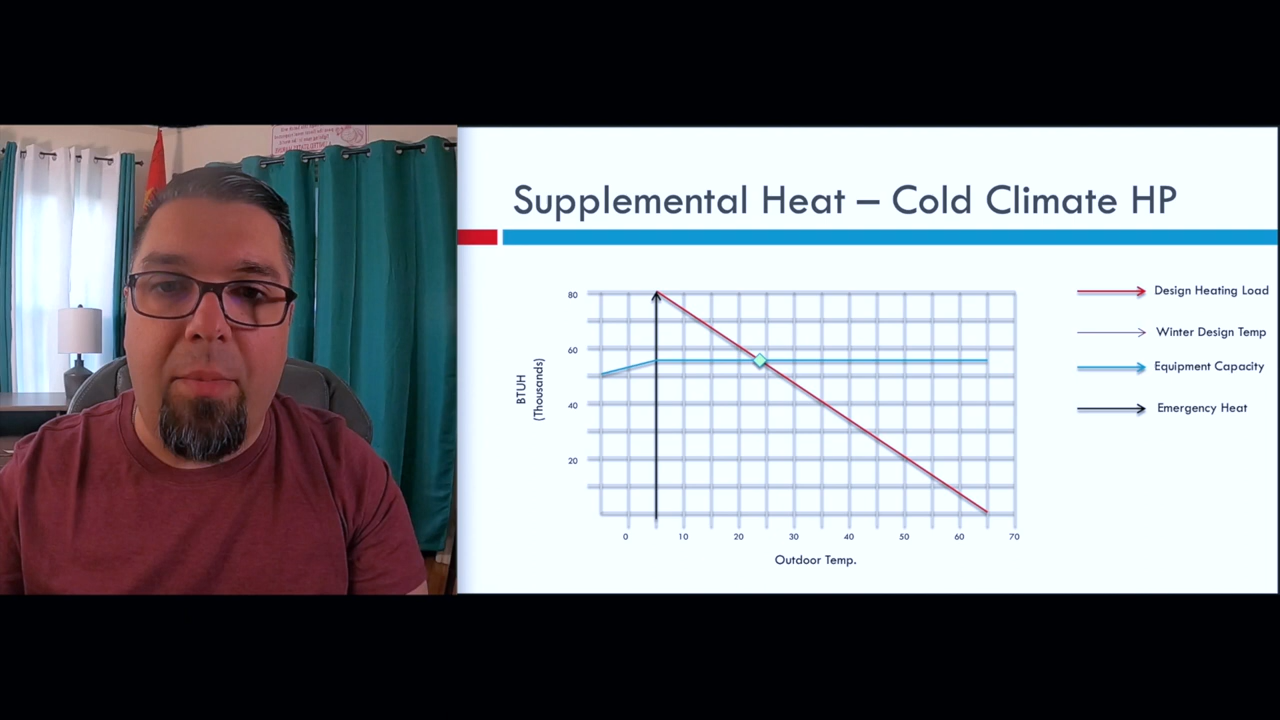 Supplemental Heat – Cold Climate HP
80
60
40
20
BTUH
(Thousands)
0 10 20 30 40 50 60 70
Outdoor Temp.
Design Heating Load
Winter Design Temp
Equipment Capacity
Emergency Heat